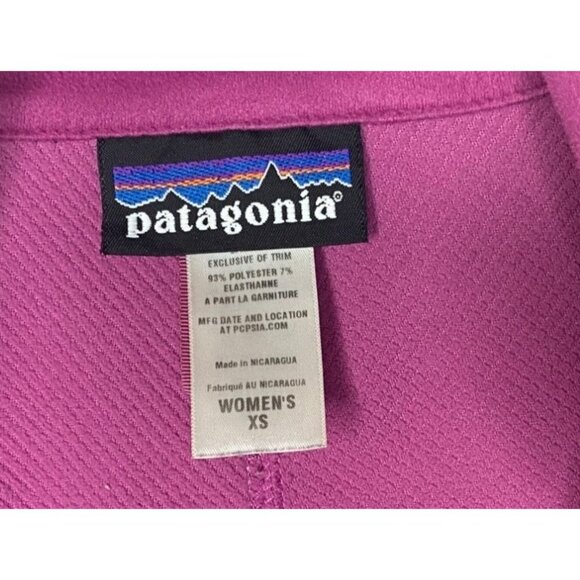 patagonia®
EXCLUSIVE OF TRIM
93% POLYESTER 7%
ELASTHANNE
A PART LA GARNITURE
MFG DATE AND LOCATION
AT PCPSIA.COM
Made in NICARAGUA
Fabriqué AU NICARAGUA
WOMEN'S
XS